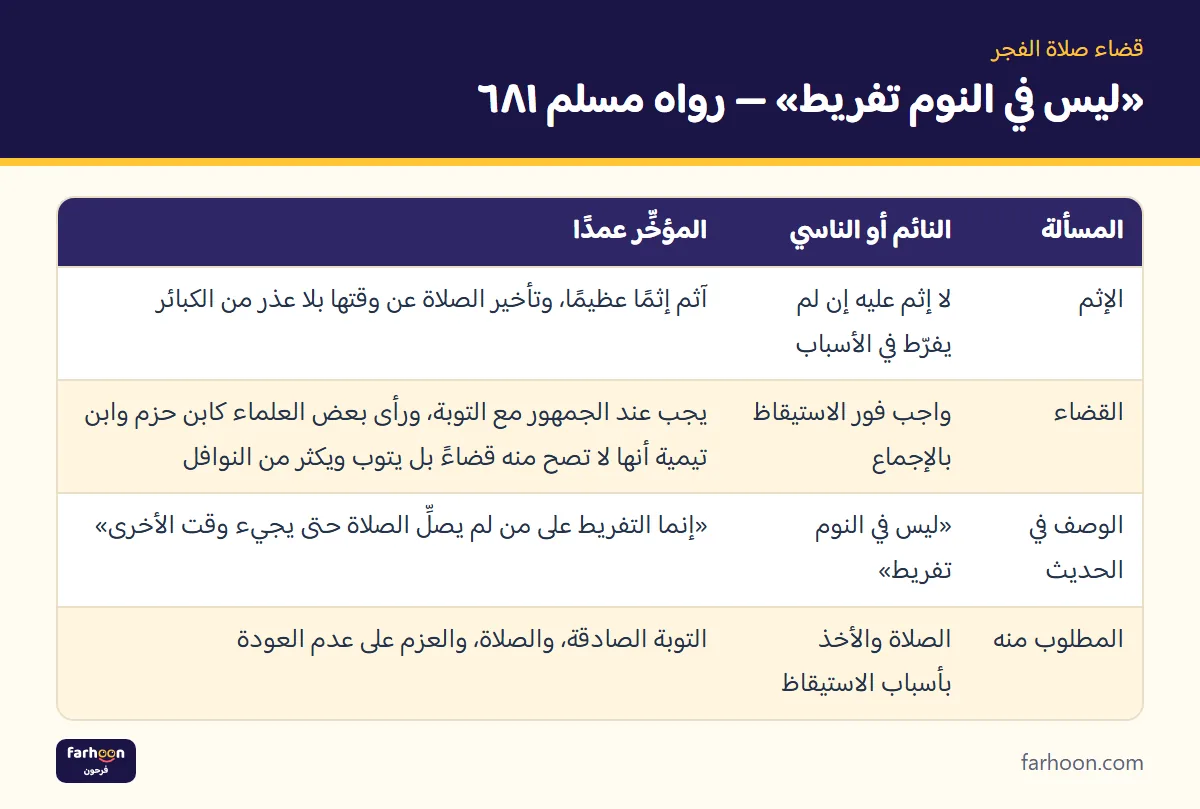 قضاء صلاة الفجر
«ليس في النوم تفريط» — رواه مسلم ٦٨١
المسألة
النائم أو الناسي
المؤخِّر عمدًا
الإثم
لا إثم عليه إن لم
يفرّط في الأسباب
آثم إثمًا عظيمًا، وتأخير الصلاة عن وقتها بلا عذر من الكبائر
القضاء
واجب فور الاستيقاظ
بالإجماع
يجب عند الجمهور مع التوبة، ورأى بعض العلماء كابن حزم وابن
تيمية أنها لا تصح منه قضاءً بل يتوب ويكثر من النوافل
الوصف في
الحديث
«ليس في النوم
تفريط»
«إنما التفريط على من لم يصلِّ الصلاة حتى يجيء وقت الأخرى»
المطلوب منه
الصلاة والأخذ
بأسباب الاستيقاظ
التوبة الصادقة، والصلاة، والعزم على عدم العودة
farhoon
فرحون
farhoon.com